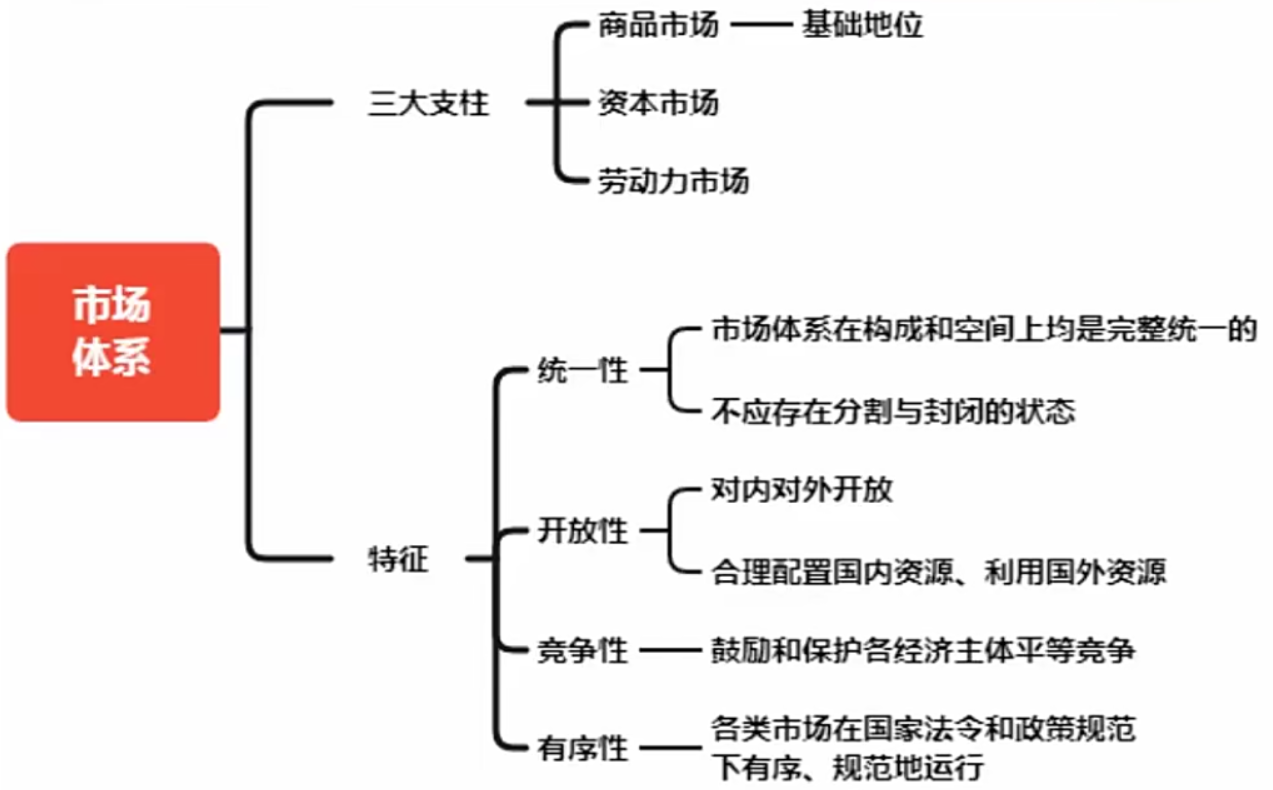 市场
体系
三大支柱
商品市场
基础地位
资本市场
劳动力市场
特征
统一性
市场体系在构成和空间上均是完整统一的
不应存在分割与封闭的状态
开放性
对内对外开放
合理配置国内资源、利用国外资源
竞争性
鼓励和保护各经济主体平等竞争
有序性
各类市场在国家法令和政策规范
下有序、规范地运行